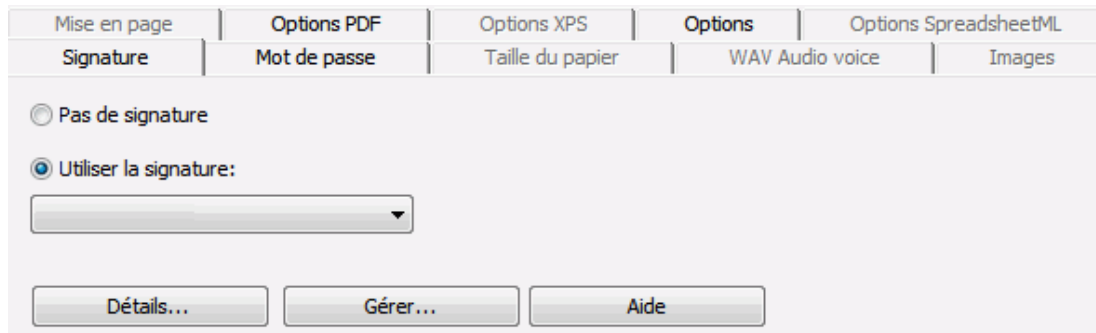 Mise en page Options PDF Options XPS Options Options SpreadsheetML
Signature Mot de passe Taille du papier WAV Audio voice Images
Pas de signature
Utiliser la signature:
Détails... Gérer... Aide